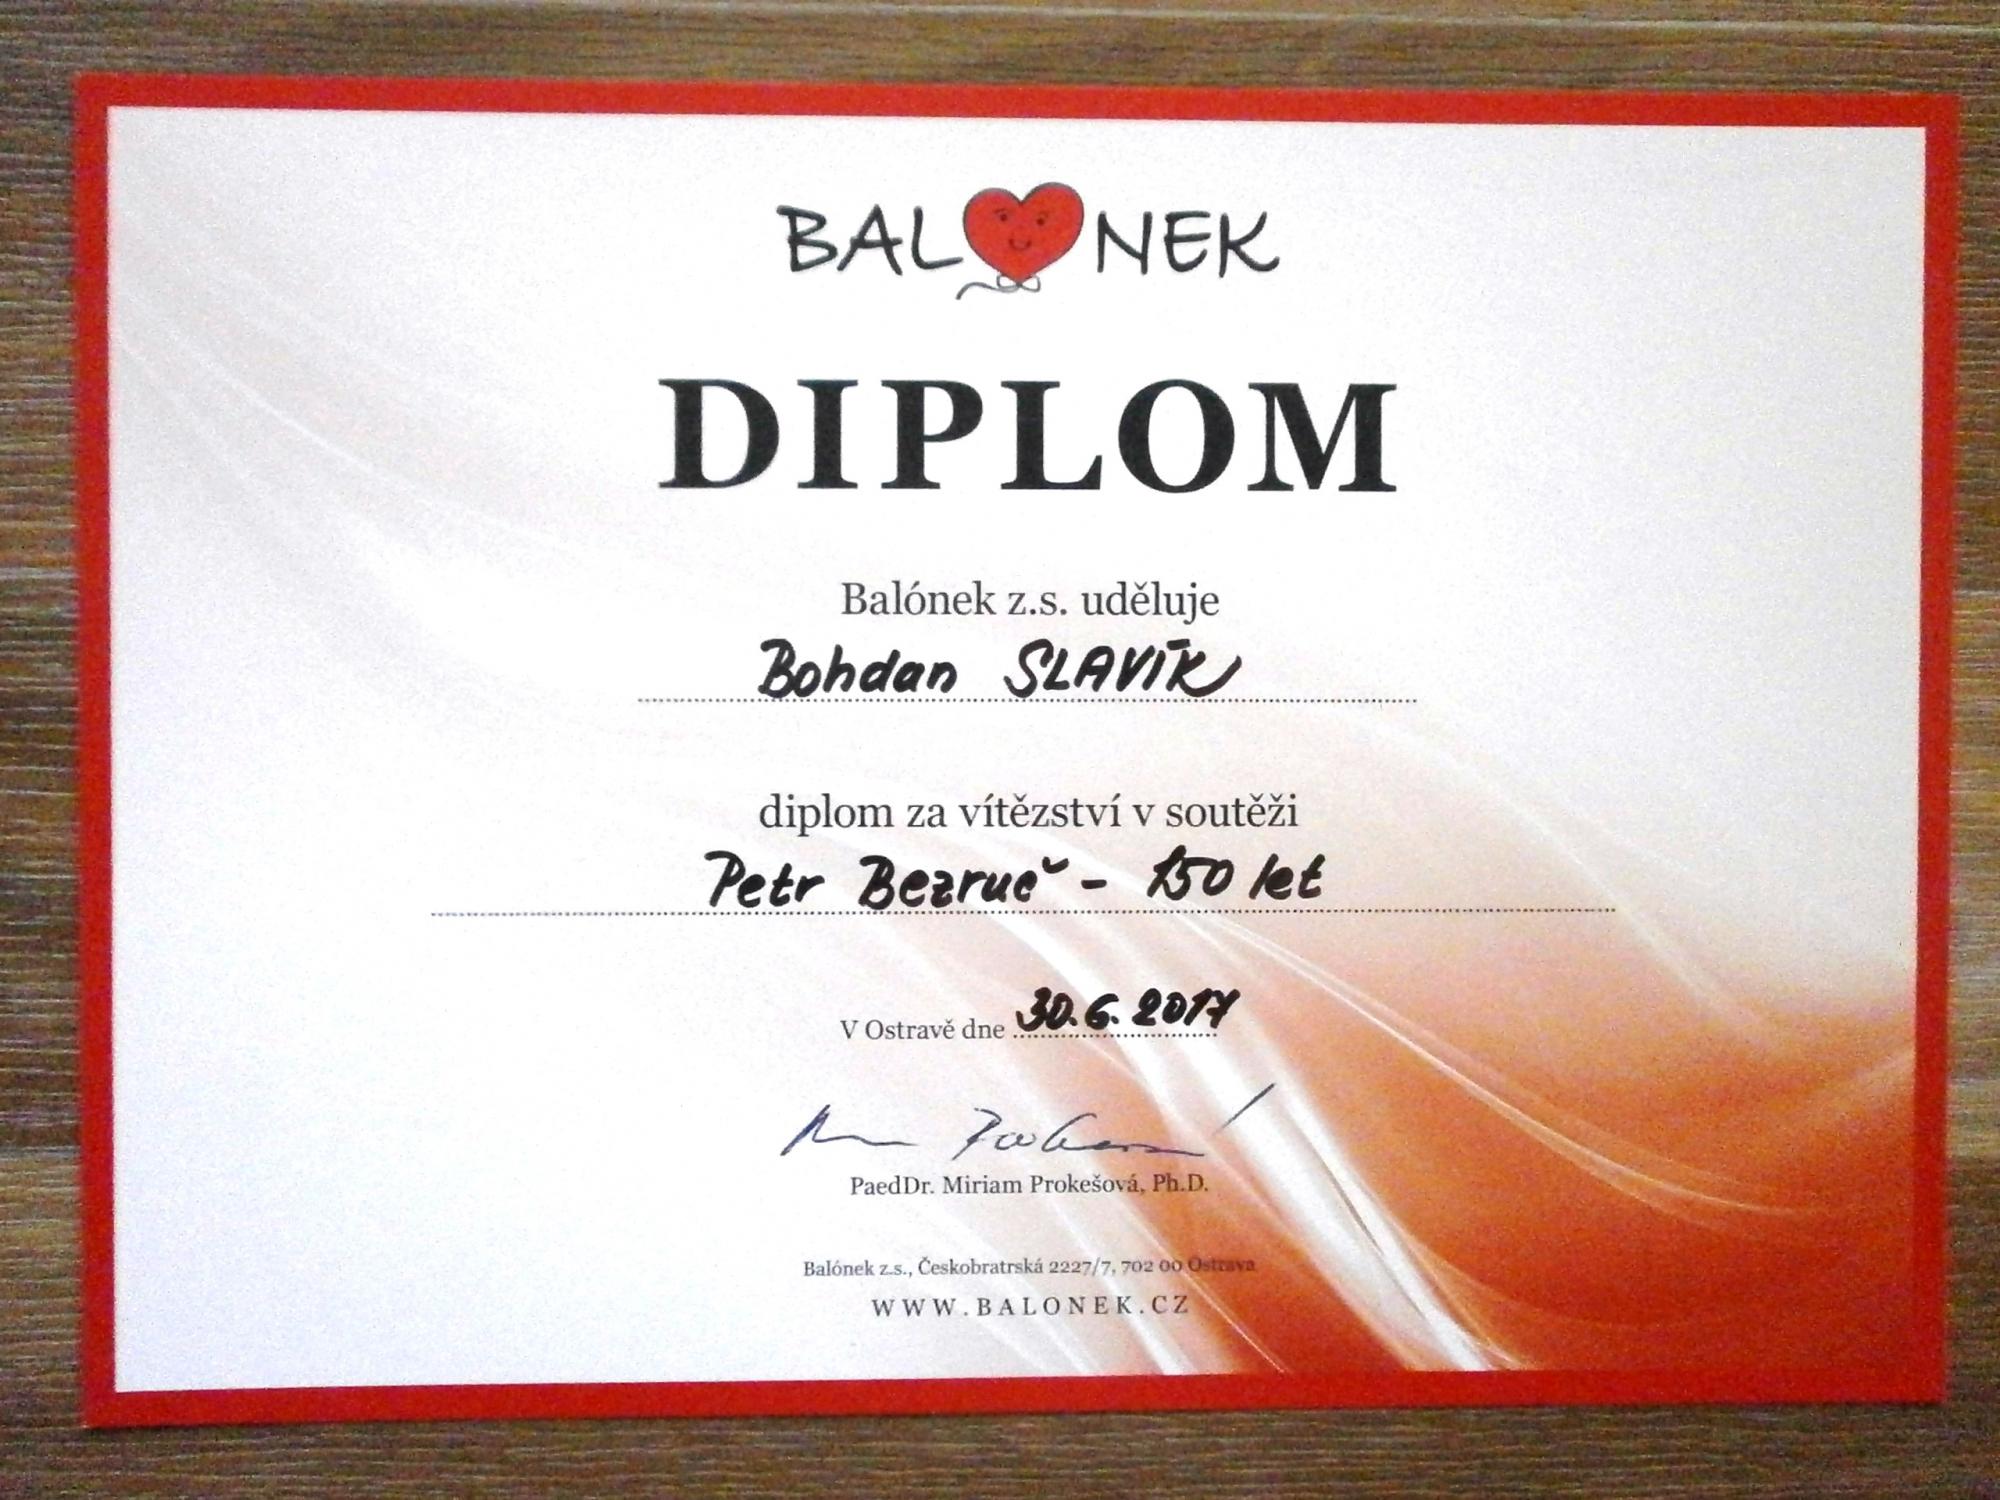 BALONEK
DIPLOM
Balónek z.s. uděluje
Bohdan SLAVÍK
diplom za vítězství v soutěži
Petr Bezruč - 150 let
V Ostravě dne 30.6.2017
PaedDr. Miriam Prokešová, Ph.D.
Balónek z.s., Českobratrská 2227/7, 702 00 Ostrava
WWW.BALONEK.CZ